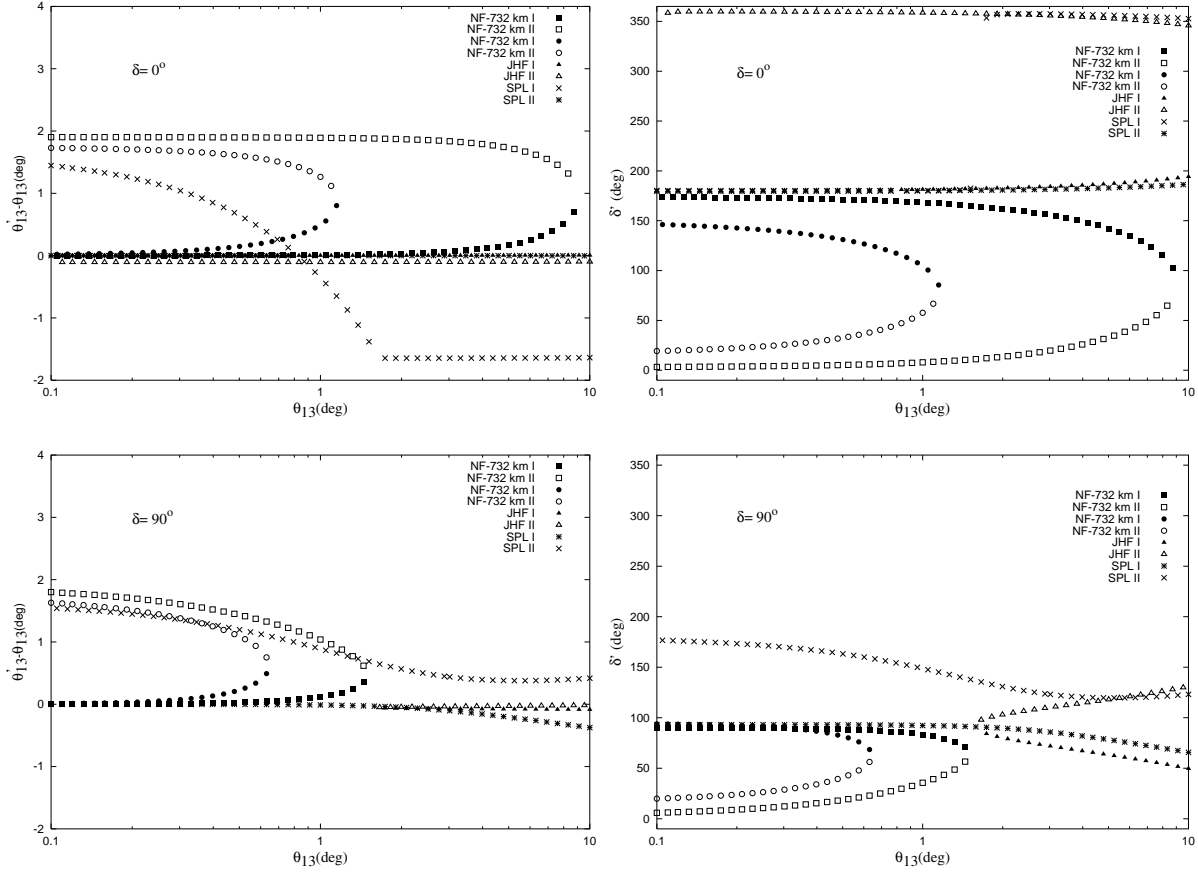 4
3
2
1
0
-1
-2
0.1
1
10
θ'13-θ13(deg)
θ13(deg)
δ= 0o
NF-732 km I
NF-732 km II
NF-732 km I
NF-732 km II
JHF I
JHF II
SPL I
SPL II
350
300
250
200
150
100
50
0
0.1
1
10
δ' (deg)
θ13(deg)
δ= 0o
NF-732 km I
NF-732 km II
NF-732 km I
NF-732 km II
JHF I
JHF II
SPL I
SPL II
4
3
2
1
0
-1
-2
0.1
1
10
θ'13-θ13(deg)
θ13(deg)
δ= 90o
NF-732 km I
NF-732 km II
NF-732 km I
NF-732 km II
JHF I
JHF II
SPL I
SPL II
350
300
250
200
150
100
50
0
0.1
1
10
δ' (deg)
θ13(deg)
δ= 90o
NF-732 km I
NF-732 km II
NF-732 km I
NF-732 km II
JHF I
JHF II
SPL I
SPL II